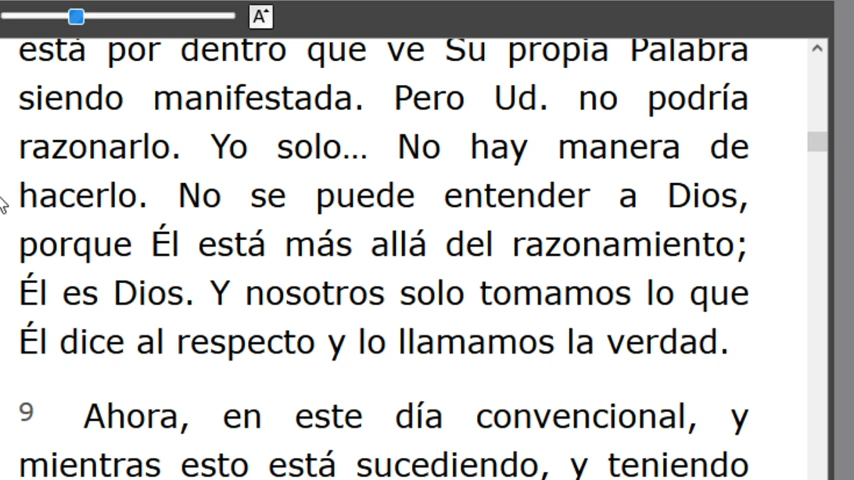 A
está por dentro que ve Su propia Palabra
siendo manifestada. Pero Ud. no podría
razonarlo. Yo solo... No hay manera de
hacerlo. No se puede entender a Dios,
porque Él está más allá del razonamiento;
Él es Dios. Y nosotros solo tomamos lo que
Él dice al respecto y lo llamamos la verdad.
9 Ahora, en este día convencional, y
mientras esto está sucediendo, y teniendo